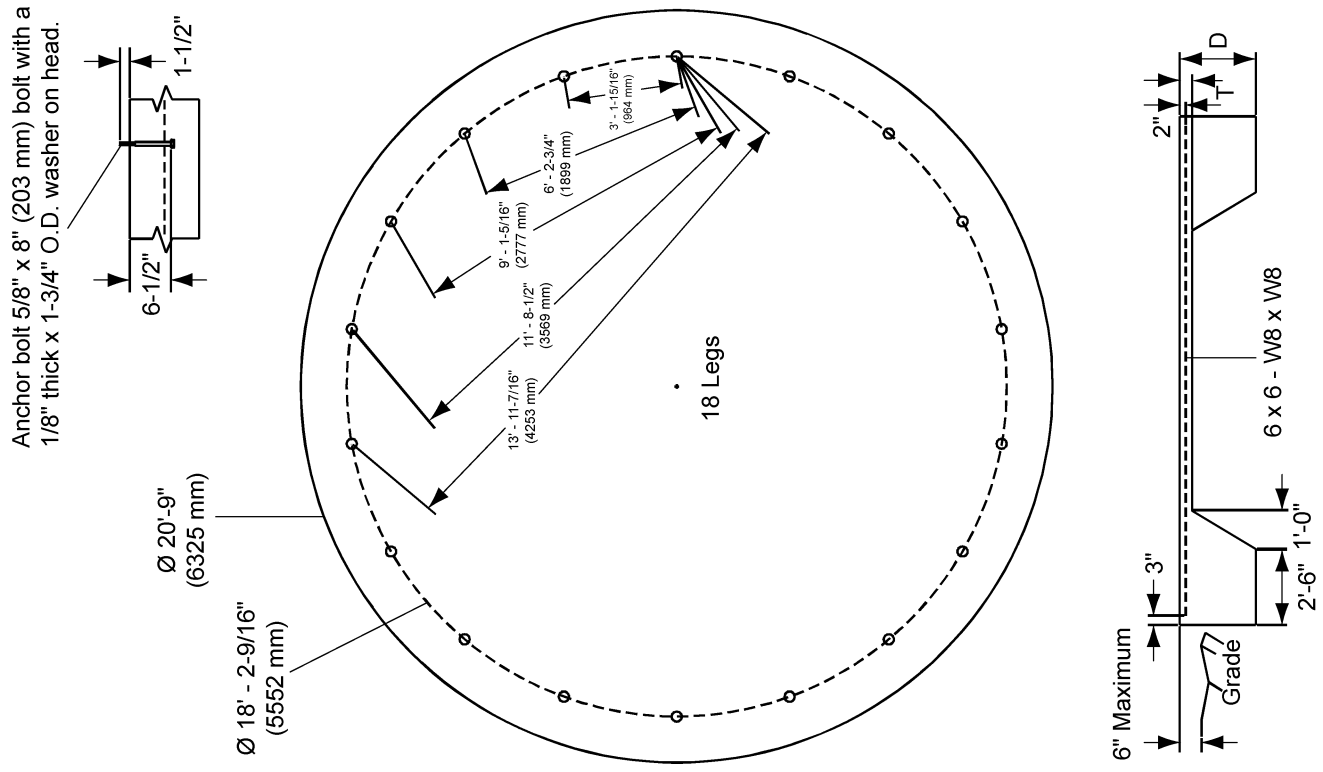 Anchor bolt 5/8" x 8" (203 mm) bolt with a
1/8" thick x 1-3/4" O.D. washer on head.
1-1/2"
6-1/2"
Ø 20'-9"
(6325 mm)
Ø 18' - 2-9/16"
(5552 mm)
3' - 1-15/16"
(964 mm)
6' - 2-3/4"
(1899 mm)
9' - 1-5/16"
(2777 mm)
11' - 8-1/2"
(3569 mm)
13' - 11-7/16"
(4253 mm)
18 Legs
6" Maximum
Grade
3"
2'-6"
1'-0"
6 x 6 - W8 x W8
2"
T
D